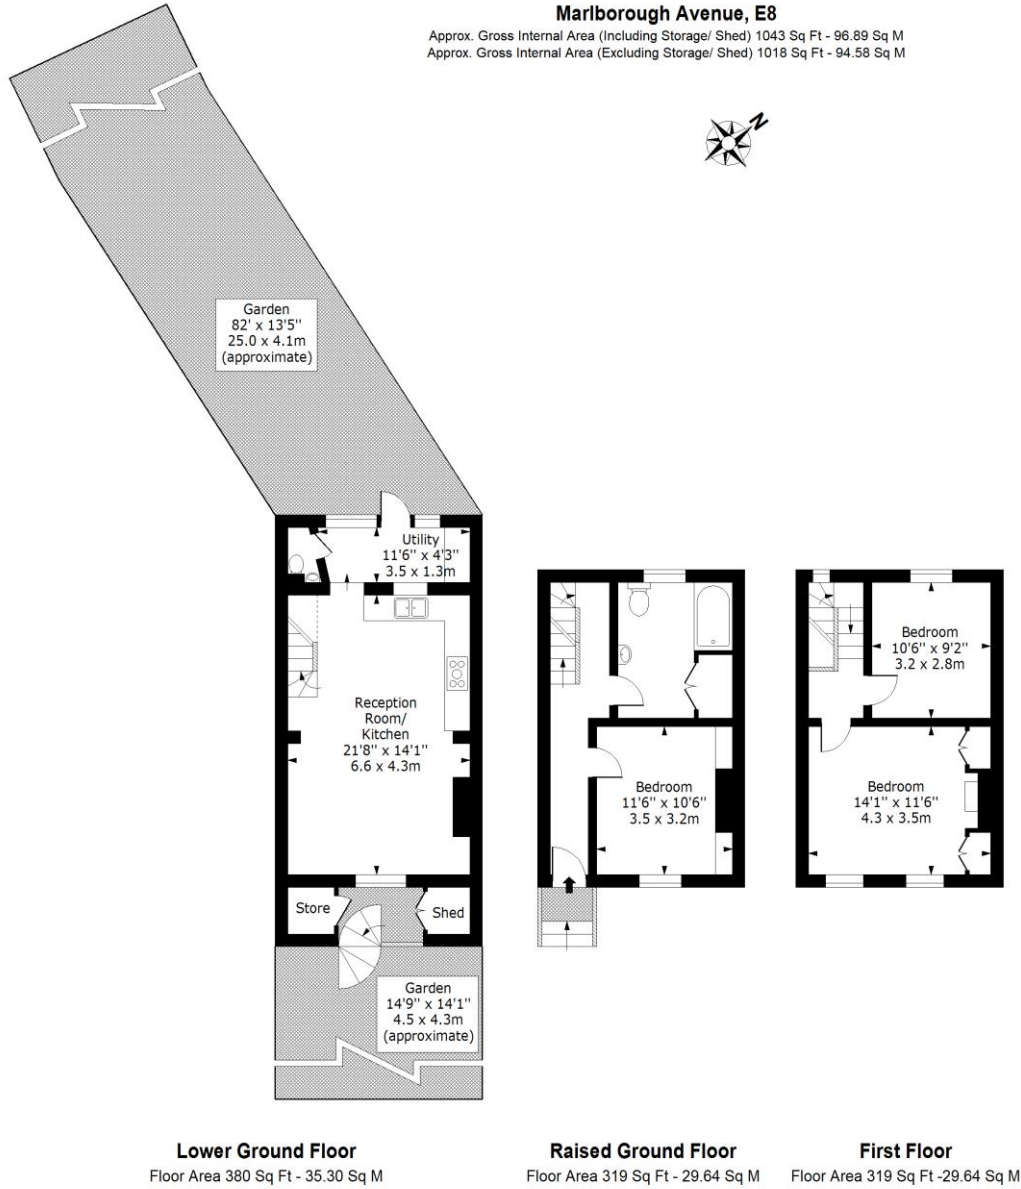 Marlborough Avenue, E8
Approx. Gross Internal Area (Including Storage/ Shed) 1043 Sq Ft - 96.89 Sq M
Approx. Gross Internal Area (Excluding Storage/ Shed) 1018 Sq Ft - 94.58 Sq M
N
Garden
82' x 13'5"
25.0 x 4.1m
(approximate)
Utility
11'6" x 4'3"
3.5 x 1.3m
Reception
Room/
Kitchen
21'8" x 14'1"
6.6 x 4.3m
Store
Shed
Garden
14'9" x 14'1"
4.5 x 4.3m
(approximate)
Bedroom
11'6" x 10'6"
3.5 x 3.2m
Bedroom
10'6" x 9'2"
3.2 x 2.8m
Bedroom
14'1" x 11'6"
4.3 x 3.5m
Lower Ground Floor
Floor Area 380 Sq Ft - 35.30 Sq M
Raised Ground Floor
Floor Area 319 Sq Ft - 29.64 Sq M
First Floor
Floor Area 319 Sq Ft -29.64 Sq M